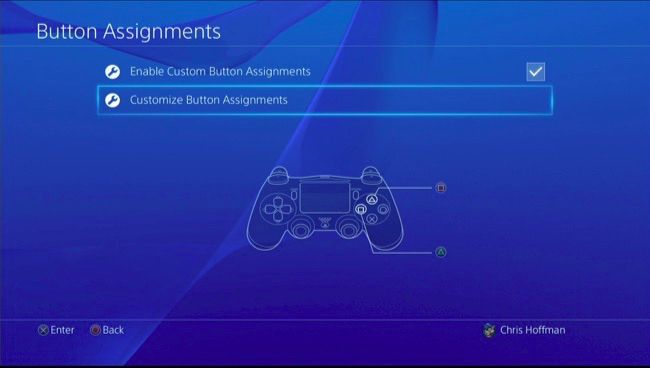 Button Assignments
Enable Custom Button Assignments
Customize Button Assignments
Enter Back
Chris Hoffman